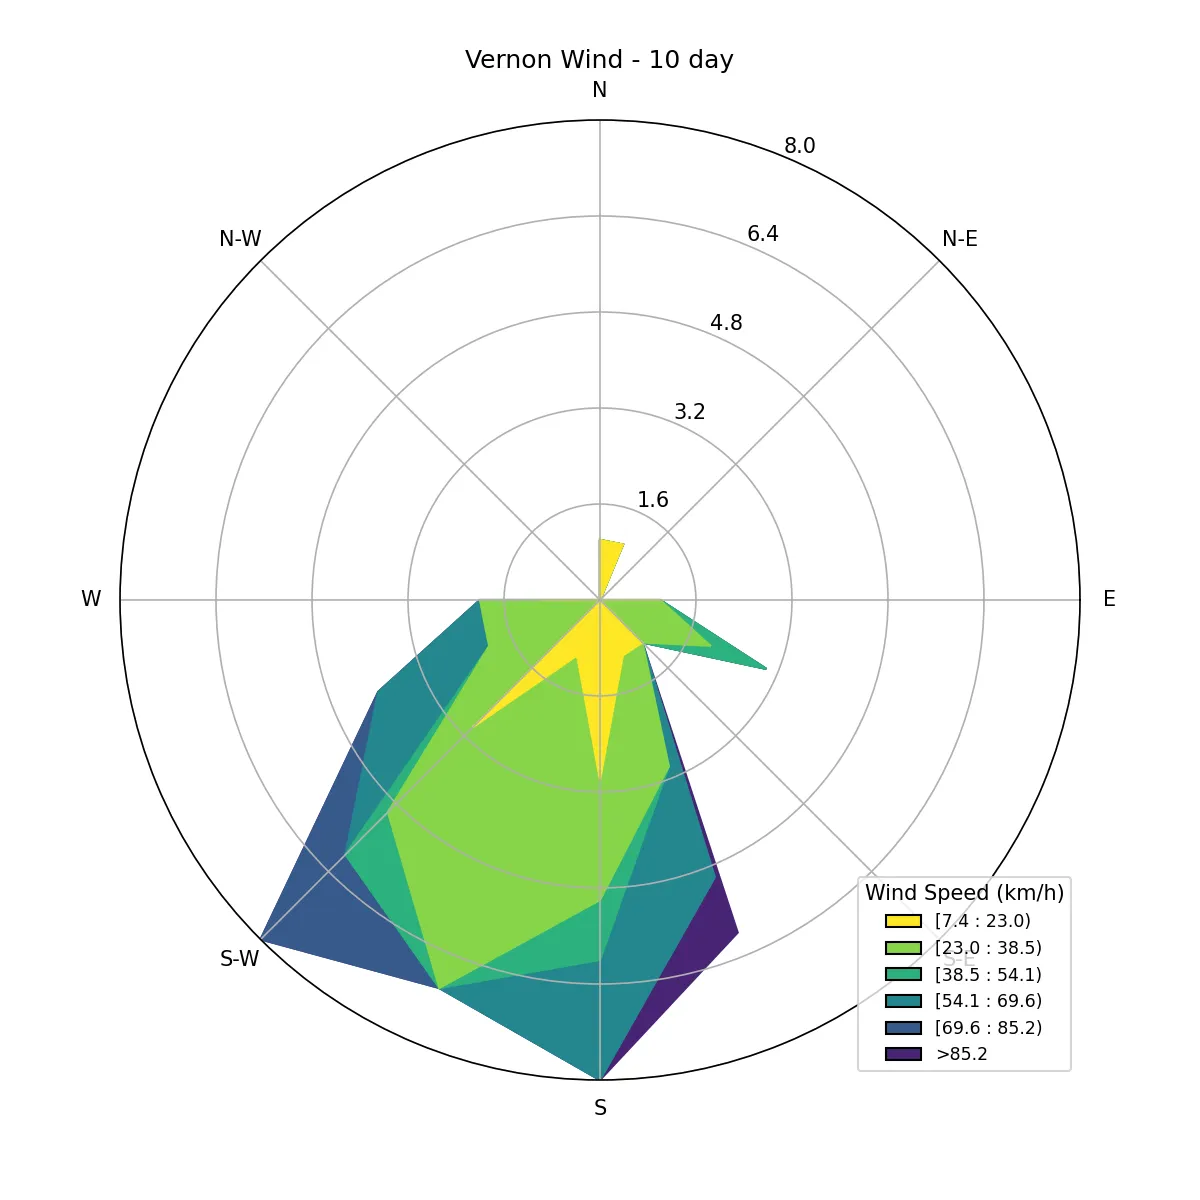 Vernon Wind - 10 day
N
8.0
N-W
N-E
6.4
4.8
3.2
1.6
W
E
Wind Speed (km/h)
[7.4 : 23.0)
[23.0 : 38.5)
S-W
S-E
[38.5 : 54.1)
[54.1 : 69.6)
[69.6 : 85.2)
>85.2
S